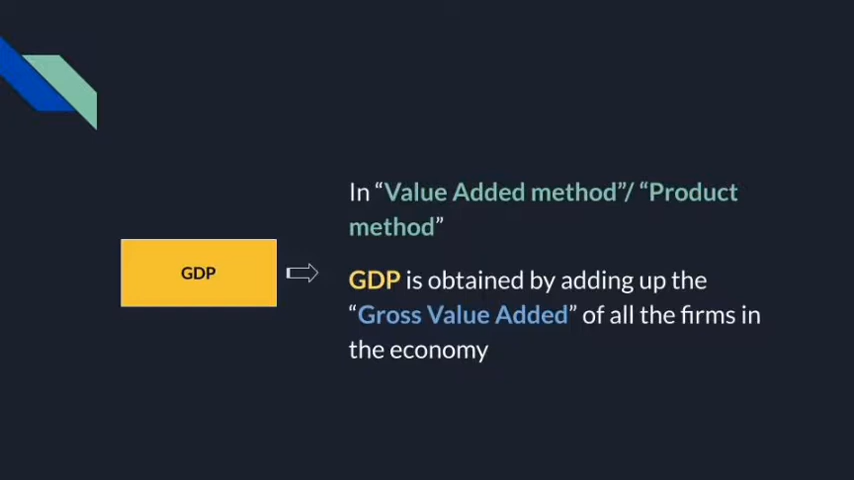 GDP
In “Value Added method”/ “Product
method”
GDP is obtained by adding up the
“Gross Value Added” of all the firms in
the economy